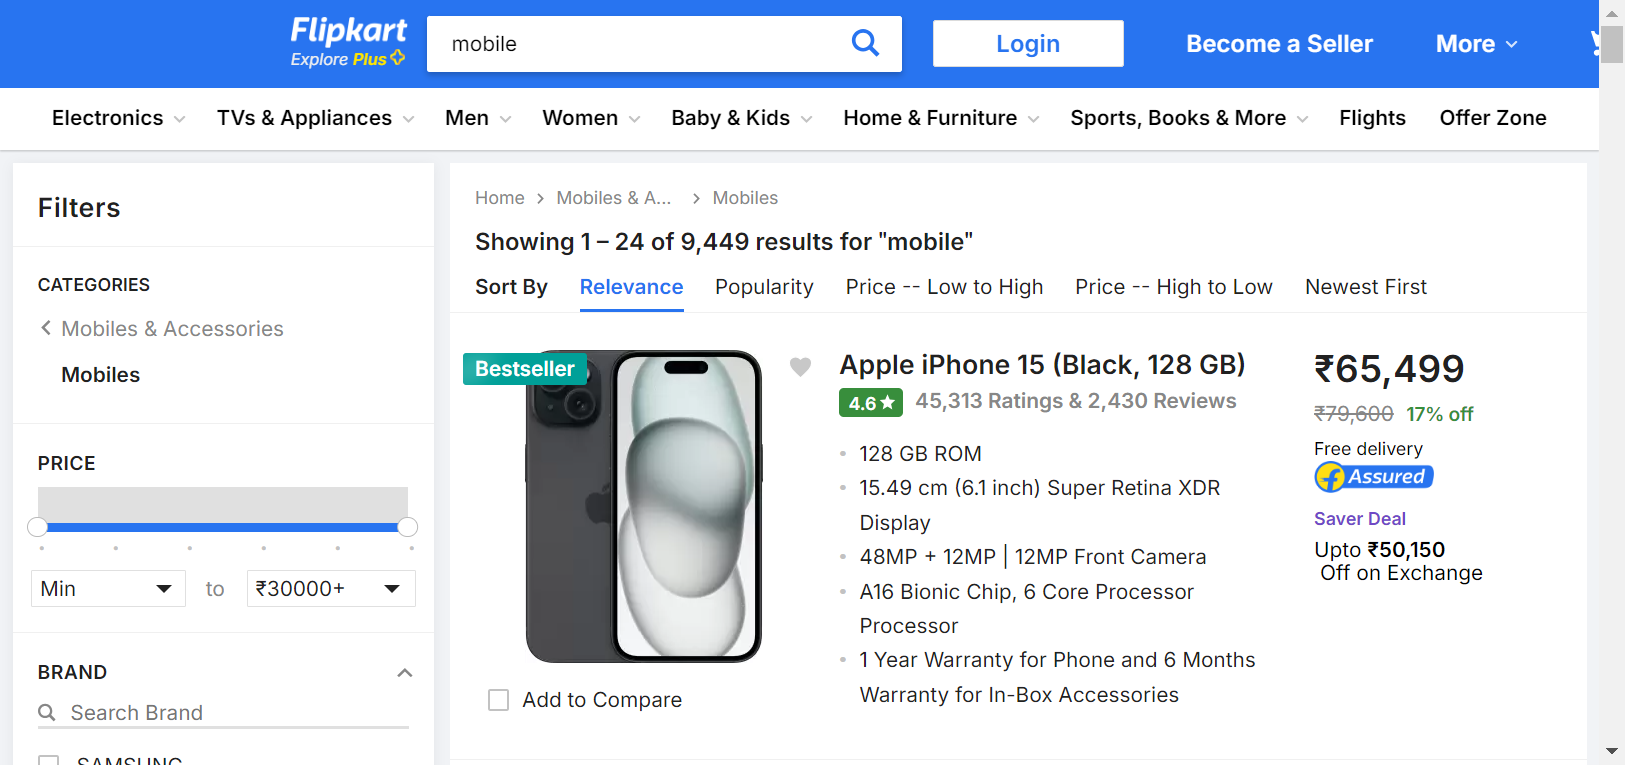 Flipkart
Explore Plus
mobile
Login
Become a Seller
More
Electronics
TVs & Appliances
Men
Women
Baby & Kids
Home & Furniture
Sports, Books & More
Flights
Offer Zone
Filters
CATEGORIES
Mobiles & Accessories
Mobiles
PRICE
Min
to
₹30000+
BRAND
Search Brand
SAMSUNG
Home
Mobiles & A...
Mobiles
Showing 1 – 24 of 9,449 results for "mobile"
Sort By
Relevance
Popularity
Price -- Low to High
Price -- High to Low
Newest First
Bestseller
Add to Compare
Apple iPhone 15 (Black, 128 GB)
4.6★
45,313 Ratings & 2,430 Reviews
128 GB ROM
15.49 cm (6.1 inch) Super Retina XDR
Display
48MP + 12MP | 12MP Front Camera
A16 Bionic Chip, 6 Core Processor
Processor
1 Year Warranty for Phone and 6 Months
Warranty for In-Box Accessories
₹65,499
₹79,600
17% off
Free delivery
f Assured
Saver Deal
Upto ₹50,150
Off on Exchange